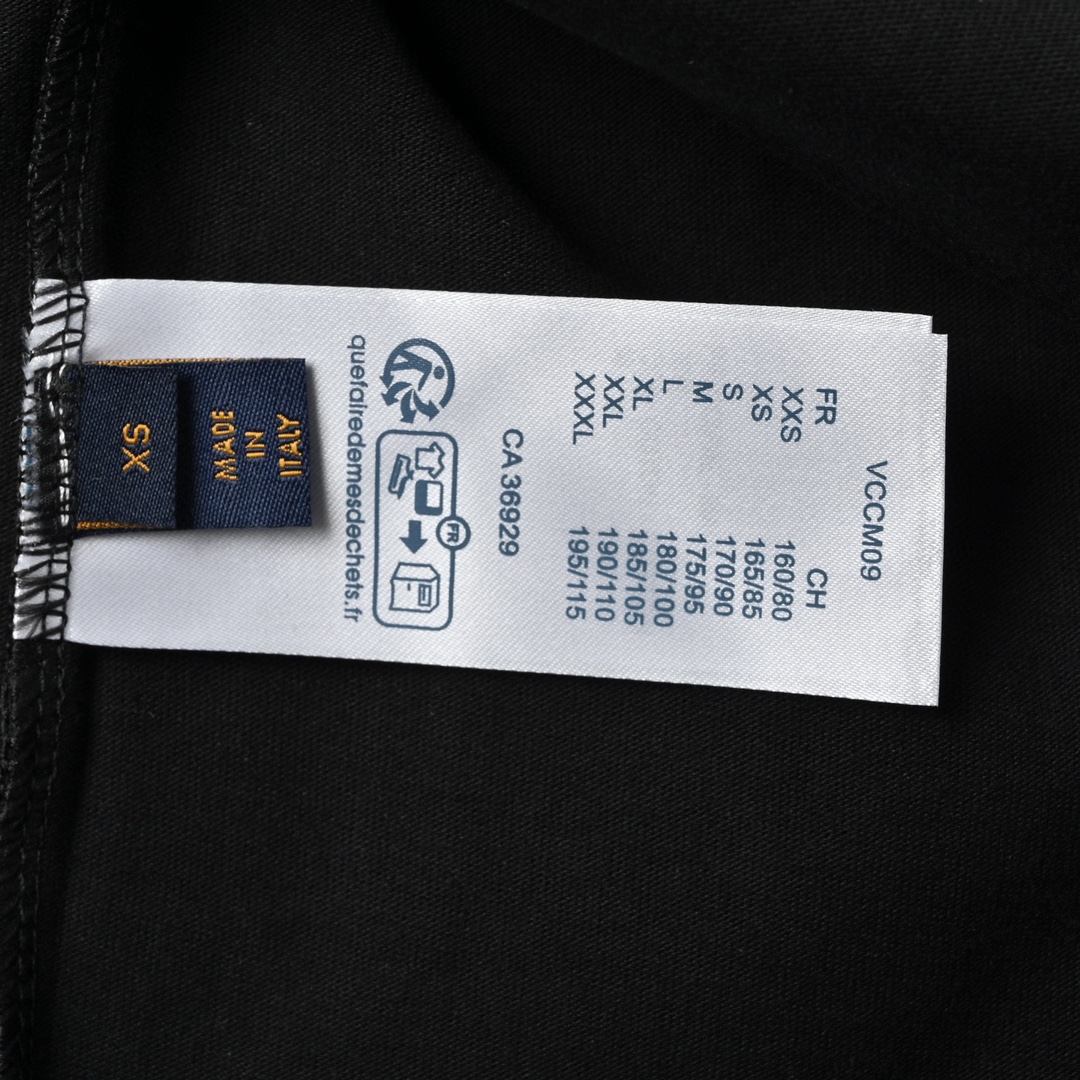 XS
MADE
IN
ITALY
VCCM09
FR CH
XXS 160/80
XS 165/85
S 170/90
M 175/95
L 180/100
XL 185/105
XXL 190/110
XXXL 195/115
CA 36929
FR
quefairedemesdechets.fr